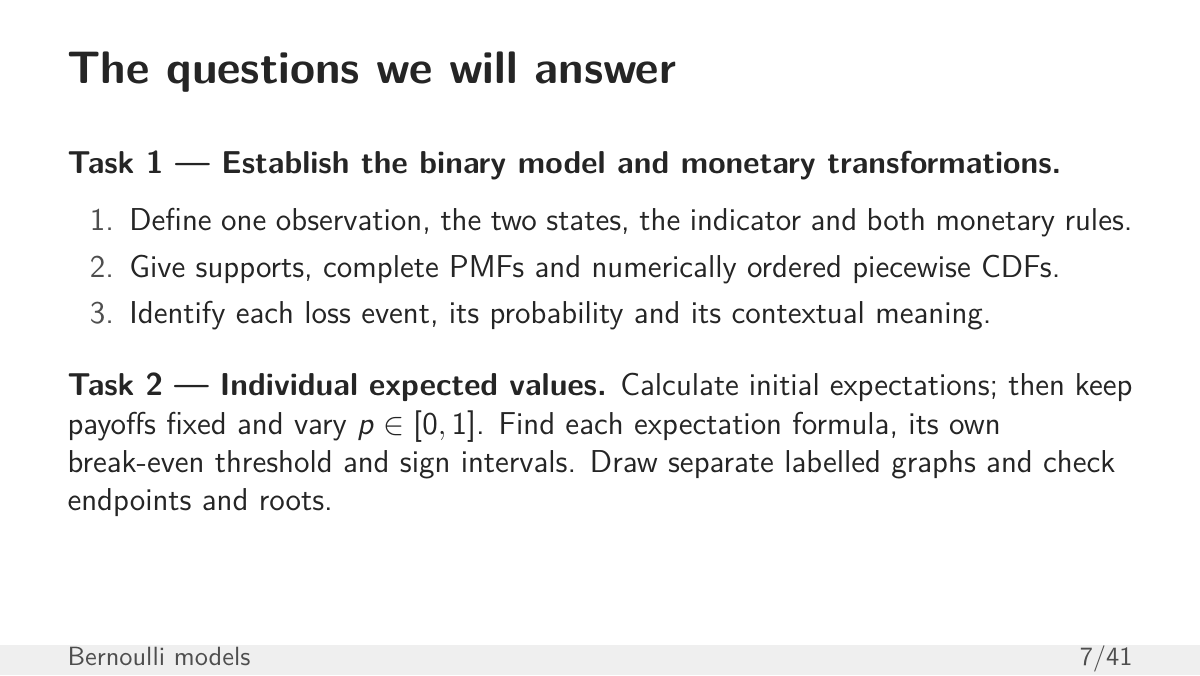 The questions we will answer
Task 1 — Establish the binary model and monetary transformations.
1. Define one observation, the two states, the indicator and both monetary rules.
2. Give supports, complete PMFs and numerically ordered piecewise CDFs.
3. Identify each loss event, its probability and its contextual meaning.
Task 2 — Individual expected values. Calculate initial expectations; then keep
payoffs fixed and vary p ∈ [0, 1]. Find each expectation formula, its own
break-even threshold and sign intervals. Draw separate labelled graphs and check
endpoints and roots.
Bernoulli models
7/41